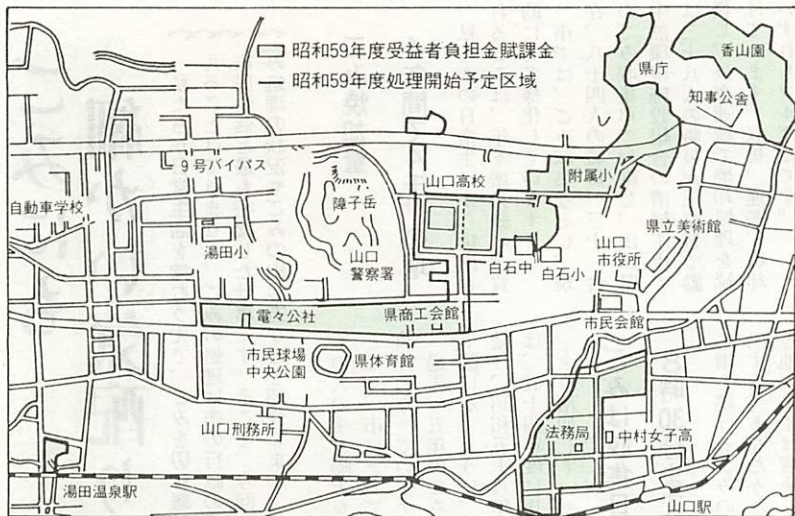 昭和59年度受益者負担金賦課金
昭和59年度処理開始予定区域
香山園
県庁
知事公舎
9号バイパス
山口高校
附属小
障子岳
自動車学校
県立美術館
湯田小
山口
市役所
山口
警察署
白石中
白石小
電々公社
県商工会館
市民会館
市民球場
中央公園
県体育館
山口刑務所
法務局
中村女子高
湯田温泉駅
山口駅